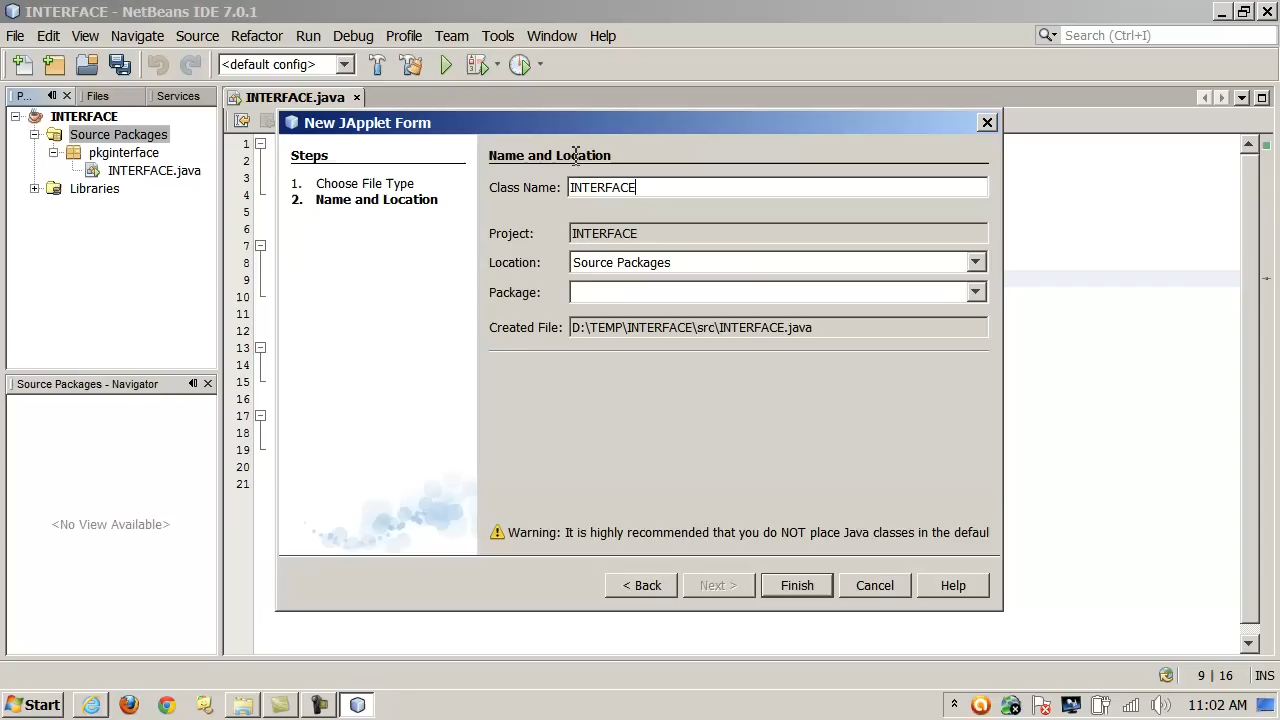 INTERFACE - NetBeans IDE 7.0.1
File Edit View Navigate Source Refactor Run Debug Profile Team Tools Window Help
Search (Ctrl+I)
<default config>
P... Files Services
INTERFACE.java
INTERFACE
Source Packages
pkginterface
INTERFACE.java
Libraries
Source Packages - Navigator
<No View Available>
1
2
3
4
5
6
7
8
9
10
11
12
13
14
15
16
17
18
19
20
21
New JApplet Form
Steps
1. Choose File Type
2. Name and Location
Name and Location
Class Name: INTERFACE
Project: INTERFACE
Location: Source Packages
Package:
Created File: D:\TEMP\INTERFACE\src\INTERFACE.java
Warning: It is highly recommended that you do NOT place Java classes in the defaul
< Back Next > Finish Cancel Help
9 | 16 INS
Start
11:02 AM